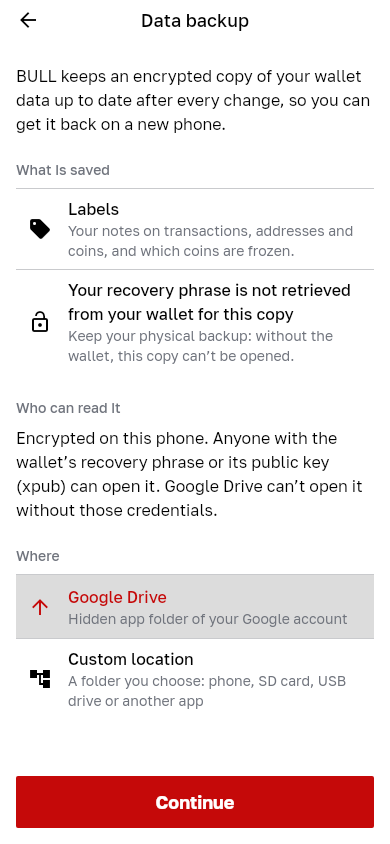 Data backup
BULL keeps an encrypted copy of your wallet
data up to date after every change, so you can
get it back on a new phone.
What is saved
Labels
Your notes on transactions, addresses and
coins, and which coins are frozen.
Your recovery phrase is not retrieved
from your wallet for this copy
Keep your physical backup: without the
wallet, this copy can’t be opened.
Who can read it
Encrypted on this phone. Anyone with the
wallet’s recovery phrase or its public key
(xpub) can open it. Google Drive can’t open it
without those credentials.
Where
Google Drive
Hidden app folder of your Google account
Custom location
A folder you choose: phone, SD card, USB
drive or another app
Continue